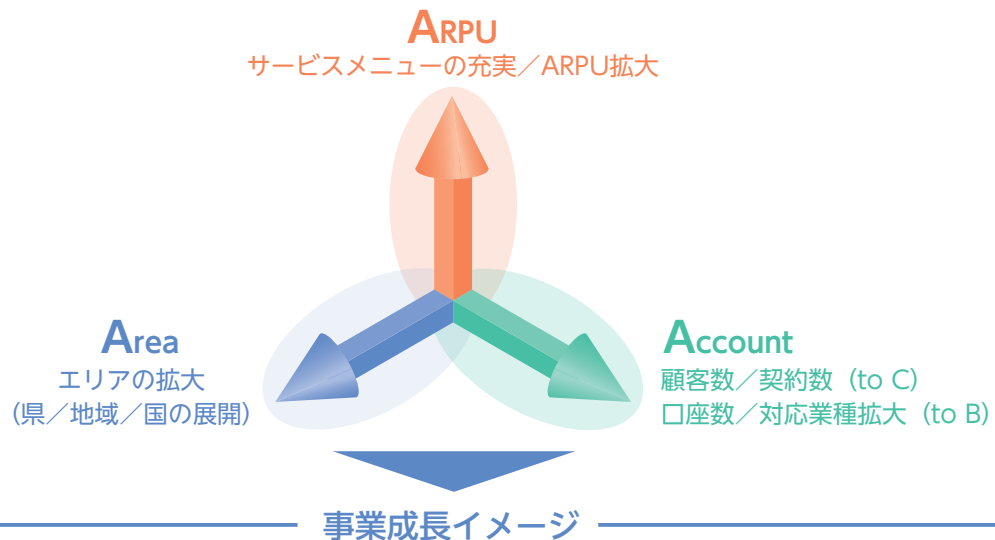 ARPU
サービスメニューの充実／ARPU拡大
Area
エリアの拡大
（県／地域／国の展開）
Account
顧客数／契約数（to C）
口座数／対応業種拡大（to B）
事業成長イメージ